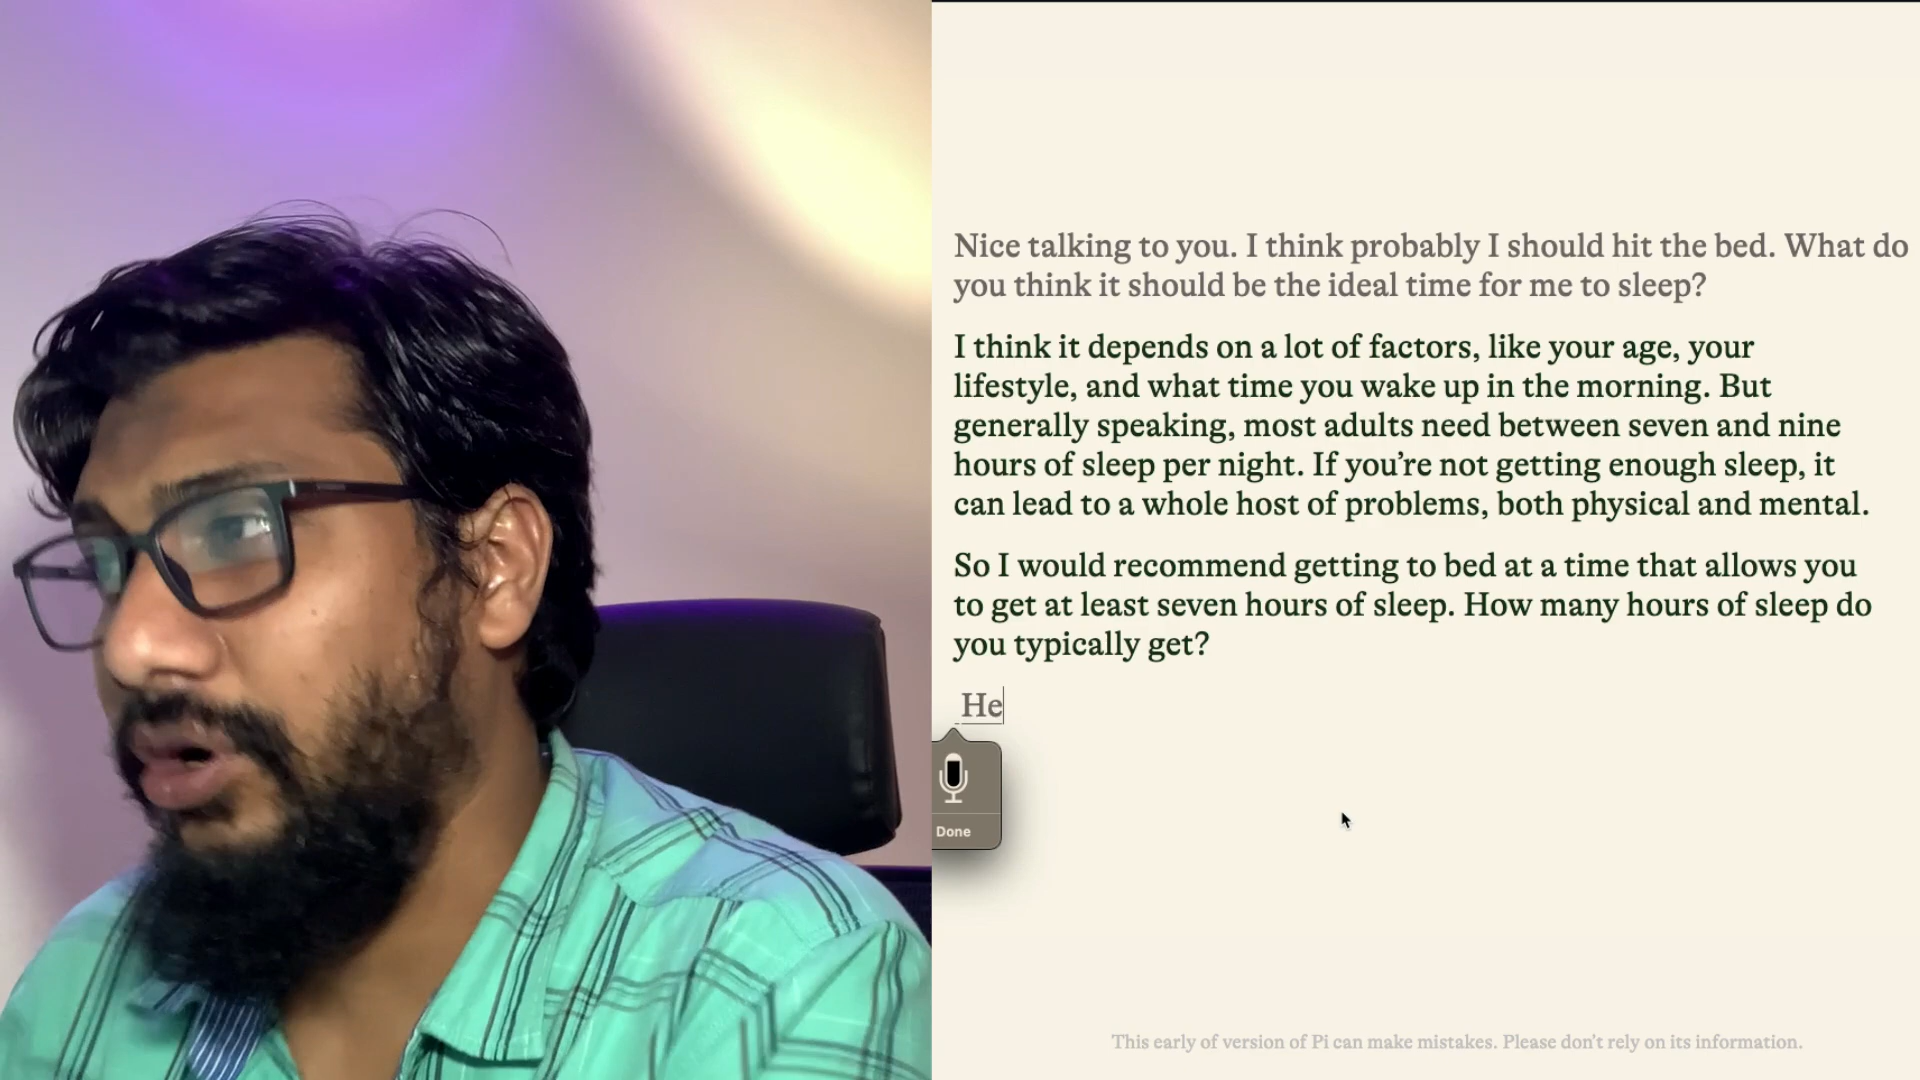 Nice talking to you. I think probably I should hit the bed. What do
you think it should be the ideal time for me to sleep?
I think it depends on a lot of factors, like your age, your
lifestyle, and what time you wake up in the morning. But
generally speaking, most adults need between seven and nine
hours of sleep per night. If you’re not getting enough sleep, it
can lead to a whole host of problems, both physical and mental.
So I would recommend getting to bed at a time that allows you
to get at least seven hours of sleep. How many hours of sleep do
you typically get?
He
Done
This early of version of Pi can make mistakes. Please don’t rely on its information.